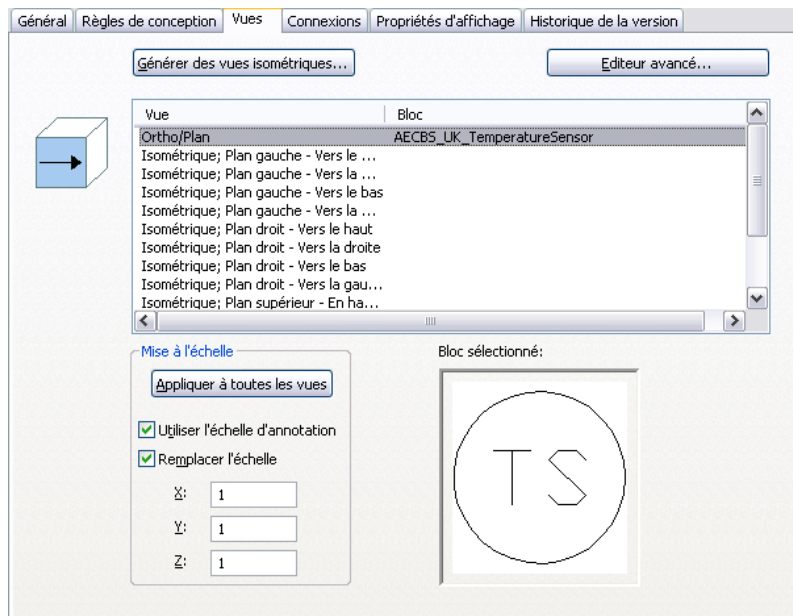 Général Règles de conception Vues Connexions Propriétés d'affichage Historique de la version
Générer des vues isométriques... Editeur avancé...
Vue Bloc
Ortho/Plan AECBS_UK_TemperatureSensor
Isométrique; Plan gauche - Vers le ...
Isométrique; Plan gauche - Vers la ...
Isométrique; Plan gauche - Vers le bas
Isométrique; Plan gauche - Vers la ...
Isométrique; Plan droit - Vers le haut
Isométrique; Plan droit - Vers la droite
Isométrique; Plan droit - Vers le bas
Isométrique; Plan droit - Vers la gau...
Isométrique; Plan supérieur - En ha...
Mise à l'échelle
Appliquer à toutes les vues
Utiliser l'échelle d'annotation
Remplacer l'échelle
X: 1
Y: 1
Z: 1
Bloc sélectionné:
TS